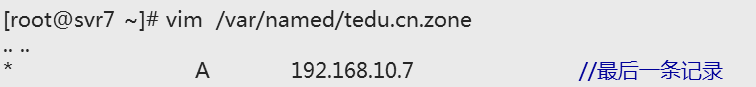 [root@svr7 ~]# vim /var/named/tedu.cn.zone
.. ..
* A 192.168.10.7 //最后一条记录